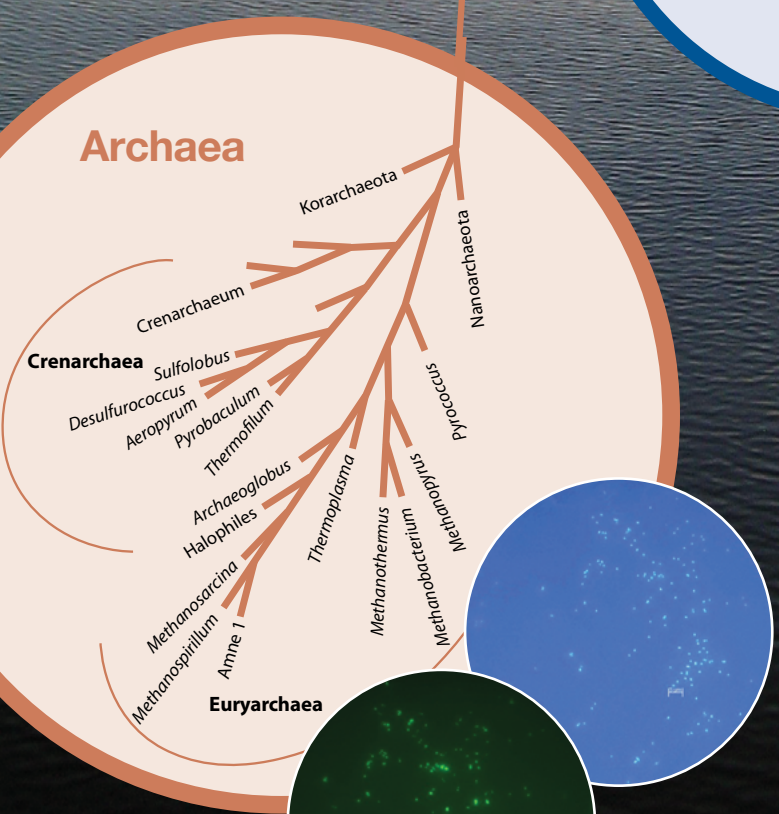 Archaea
Korarchaeota
Nanoarchaeota
Crenarchaeum
Crenarchaea
Sulfolobus
Desulfurococcus
Aeropyrum
Pyrobaculum
Thermofilum
Pyrococcus
Archaeoglobus
Halophiles
Thermoplasma
Methanothermus
Methanobacterium
Methanopyrus
Methanosarcina
Methanospirillum
Amne 1
Euryarchaea